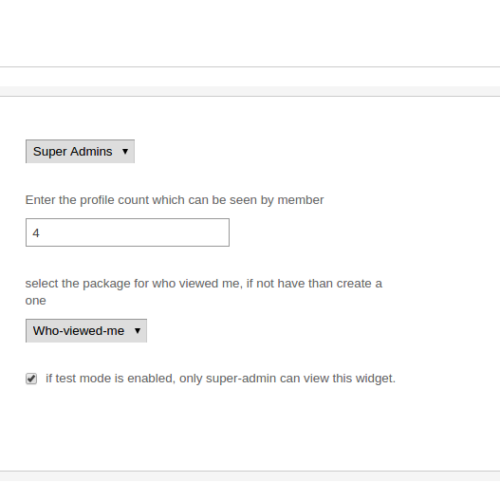 Super Admins
Enter the profile count which can be seen by member
4
select the package for who viewed me, if not have than create a
one
Who-viewed-me
if test mode is enabled, only super-admin can view this widget.